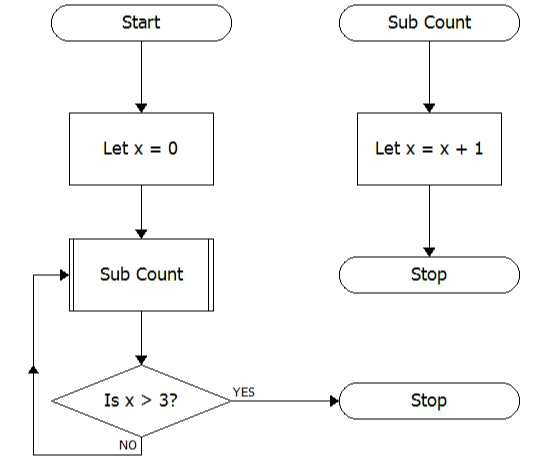 Start
Sub Count
Let x = 0
Let x = x + 1
Sub Count
Stop
Is x > 3?
YES
Stop
NO